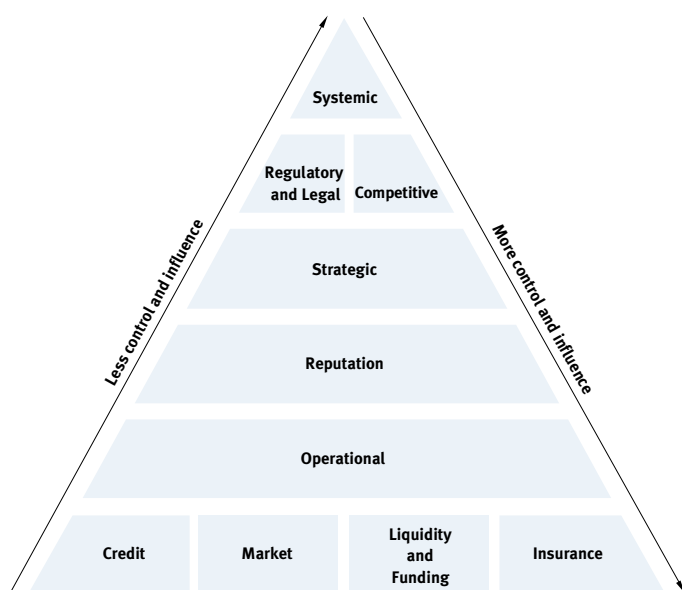 Systemic
Regulatory
and Legal
Competitive
Strategic
Reputation
Operational
Credit
Market
Liquidity
and
Funding
Insurance
Less control and influence
More control and influence